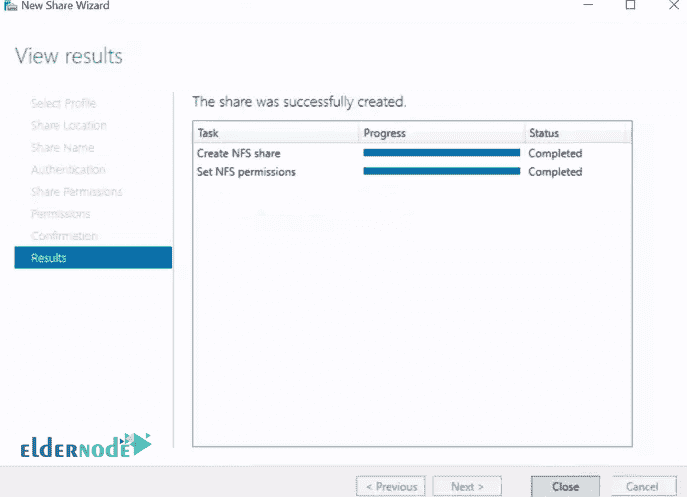 New Share Wizard
View results
Select Profile
Share Location
Share Name
Authentication
Share Permissions
Permissions
Confirmation
Results
The share was successfully created.
Task Progress Status
Create NFS share Completed
Set NFS permissions Completed
eLDERNODE
< Previous Next > Close Cancel